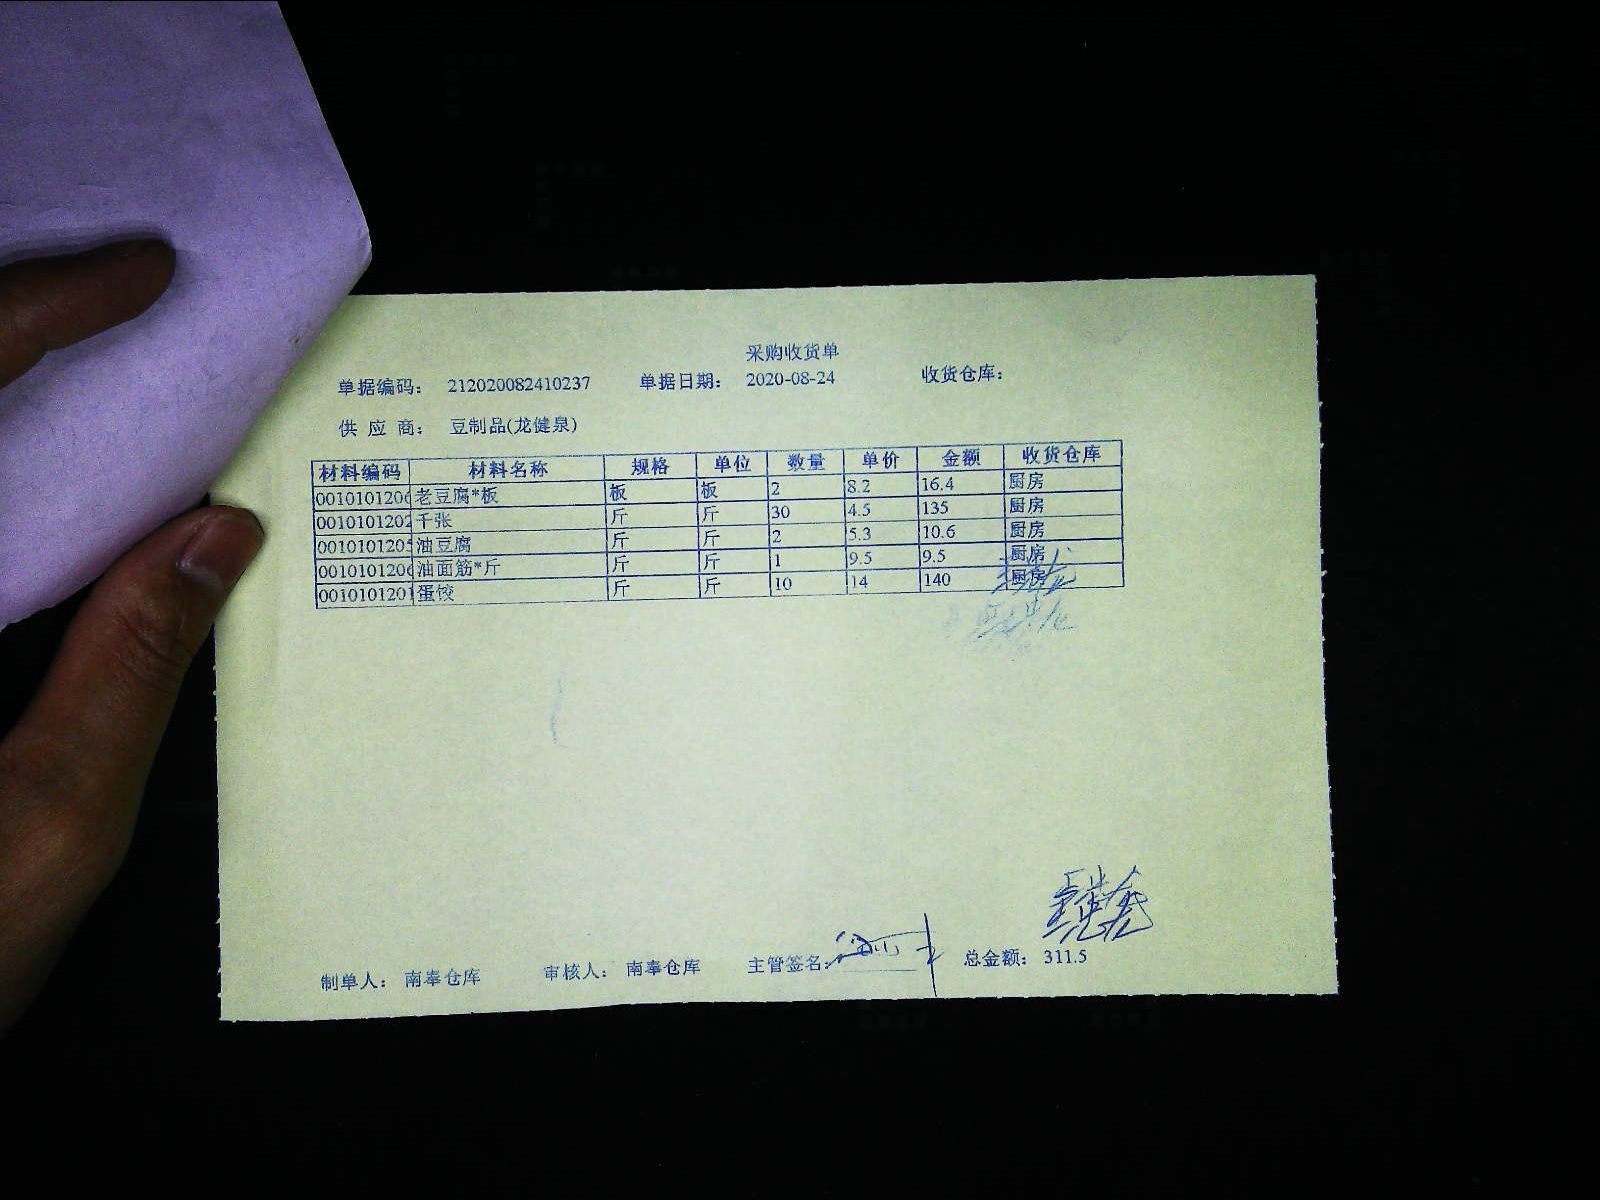 采购收货单
单据编码： 212020082410237 单据日期： 2020-08-24 收货仓库：
供 应 商： 豆制品(龙健泉)
材料编码 材料名称 规格 单位 数量 单价 金额 收货仓库
0010101206 老豆腐*板 板 板 2 8.2 16.4 厨房
0010101202 千张 斤 斤 30 4.5 135 厨房
0010101205 油豆腐 斤 斤 2 5.3 10.6 厨房
0010101206 油面筋*斤 斤 斤 1 9.5 9.5 厨房
0010101201 蛋饺 斤 斤 10 14 140 厨房
制单人： 南奉仓库 审核人： 南奉仓库 主管签名： 总金额： 311.5